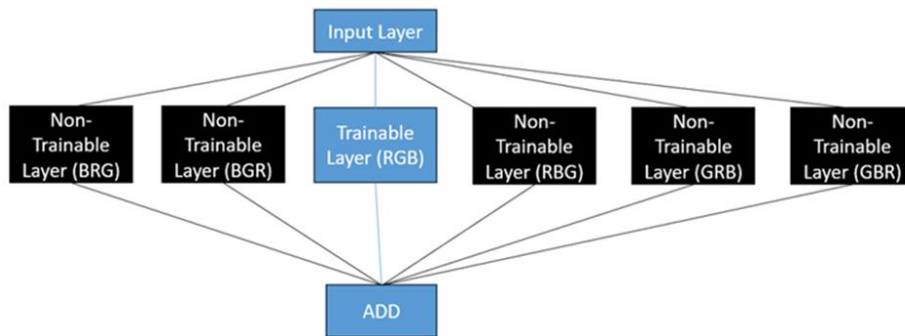 Input Layer
Non-
Trainable
Layer (BRG)
Non-
Trainable
Layer (BGR)
Trainable
Layer (RGB)
Non-
Trainable
Layer (RBG)
Non-
Trainable
Layer (GRB)
Non-
Trainable
Layer (GBR)
ADD